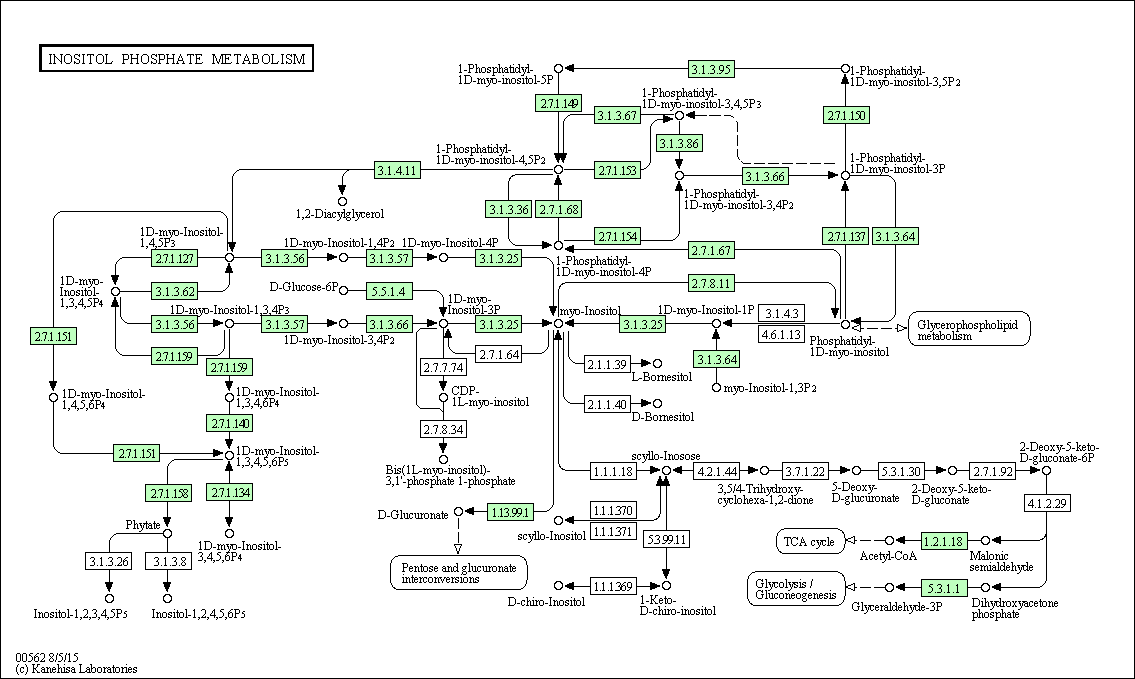 INOSITOL PHOSPHATE METABOLISM
1-Phosphatidyl-
1D-myo-inositol-5P
3.1.3.95
1-Phosphatidyl-
1D-myo-inositol-3,5P2
2.7.1.149
1-Phosphatidyl-
1D-myo-inositol-3,4,5P3
3.1.3.67
2.7.1.150
3.1.3.86
1-Phosphatidyl-
1D-myo-inositol-4,5P2
3.1.4.11
2.7.1.153
3.1.3.66
1-Phosphatidyl-
1D-myo-inositol-3P
1,2-Diacylglycerol
1-Phosphatidyl-
1D-myo-inositol-3,4P2
3.1.3.36
2.7.1.68
2.7.1.154
2.7.1.137
3.1.3.64
2.7.1.67
1D-myo-Inositol-
1,4,5P3
1D-myo-Inositol-1,4P2
1D-myo-Inositol-4P
2.7.1.127
3.1.3.56
3.1.3.57
3.1.3.25
1-Phosphatidyl-
1D-myo-inositol-4P
1D-myo-
Inositol-
1,3,4,5P4
3.1.3.62
D-Glucose-6P
5.5.1.4
2.7.8.11
1D-myo-Inositol-1,3,4P3
1D-myo-
Inositol-3P
myo-Inositol
1D-myo-Inositol-1P
3.1.4.3
3.1.3.56
3.1.3.57
3.1.3.66
3.1.3.25
3.1.3.25
4.6.1.13
2.7.1.151
2.7.1.159
1D-myo-Inositol-
3,4P2
2.7.1.64
Phosphatidyl-
1D-myo-inositol
Glycerophospholipid
metabolism
2.7.1.159
2.7.7.74
2.1.1.39
L-Bornesitol
3.1.3.64
myo-Inositol-1,3P2
1D-myo-Inositol-
1,4,5,6P4
1D-myo-Inositol-
1,3,4,6P4
CDP-
1L-myo-inositol
2.1.1.40
D-Bornesitol
2.7.1.140
2.7.8.34
2.7.1.151
1D-myo-Inositol-
1,3,4,5,6P5
Bis(1L-myo-inositol)-
3,1'-phosphate 1-phosphate
1.1.1.18
scyllo-Inosose
4.2.1.44
3.7.1.22
5.3.1.30
2.7.1.92
2-Deoxy-5-keto-
D-gluconate-6P
3,5/4-Trihydroxy-
cyclohexa-1,2-dione
5-Deoxy-
D-glucuronate
2-Deoxy-5-keto-
D-gluconate
4.1.2.29
2.7.1.158
2.7.1.134
D-Glucuronate
1.13.99.1
1.1.1.370
1.1.1.371
scyllo-Inositol
5.3.99.11
Phytate
1D-myo-Inositol-
3,4,5,6P4
3.1.3.26
3.1.3.8
Pentose and glucuronate
interconversions
TCA cycle
Acetyl-CoA
1.2.1.18
Malonic
semialdehyde
Inositol-1,2,3,4,5P5
Inositol-1,2,4,5,6P5
D-chiro-Inositol
1.1.1.369
1-Keto-
D-chiro-inositol
Glycolysis /
Gluconeogenesis
Glyceraldehyde-3P
5.3.1.1
Dihydroxyacetone
phosphate
00562 8/5/15
(c) Kanehisa Laboratories